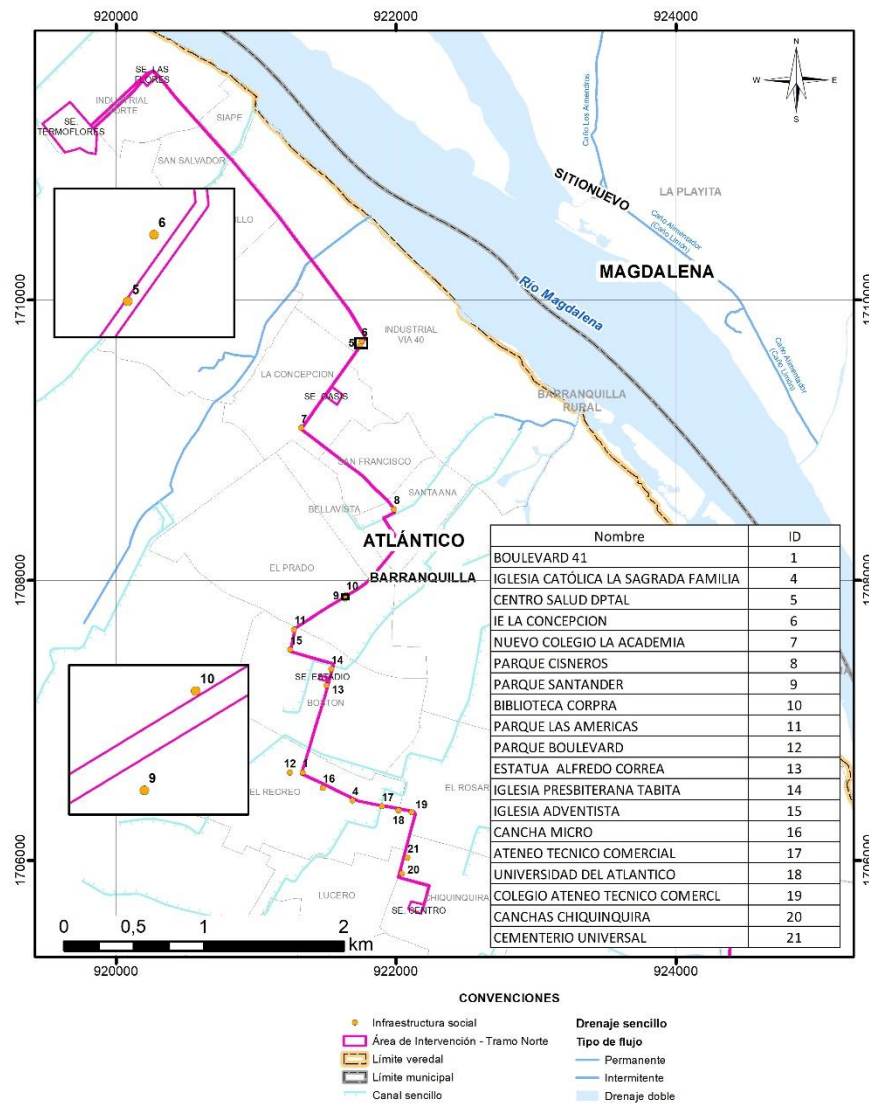 920000 922000 924000
N
W E
S
SE. LAS
FLORES
INDUSTRIAL
NORTE
SE.
TERMOFLORES
SIAPE
SAN SALVADOR
Caño Los Almendros
SITIONUEVO
LA PLAYITA
Caño Alimentador
(Caño Limón)
MAGDALENA
Río Magdalena
1710000 1710000
6
5
6
5
INDUSTRIAL
VIA 40
Caño Alimentador
(Caño Limón)
LA CONCEPCION
SE. OASIS
BARRANQUILLA
RURAL
7
SAN FRANCISCO
SANTA ANA
8
BELLAVISTA
ATLÁNTICO
EL PRADO
BARRANQUILLA
1708000 1708000
10
9
11
15
14
SE. ESTADIO
13
BOSTON
10
9
12 1
EL RECREO
16
4
17
18
19
EL ROSAR
21
20
LUCERO
CHIQUINQUIRA
SE. CENTRO
1706000 1706000
Nombre ID
BOULEVARD 41 1
IGLESIA CATÓLICA LA SAGRADA FAMILIA 4
CENTRO SALUD DPTAL 5
IE LA CONCEPCION 6
NUEVO COLEGIO LA ACADEMIA 7
PARQUE CISNEROS 8
PARQUE SANTANDER 9
BIBLIOTECA CORPRA 10
PARQUE LAS AMERICAS 11
PARQUE BOULEVARD 12
ESTATUA ALFREDO CORREA 13
IGLESIA PRESBITERANA TABITA 14
IGLESIA ADVENTISTA 15
CANCHA MICRO 16
ATENEO TECNICO COMERCIAL 17
UNIVERSIDAD DEL ATLANTICO 18
COLEGIO ATENEO TECNICO COMERCL 19
CANCHAS CHIQUINQUIRA 20
CEMENTERIO UNIVERSAL 21
0 0,5 1 2
km
920000 922000 924000
CONVENCIONES
Infraestructura social
Área de Intervención - Tramo Norte
Límite veredal
Límite municipal
Canal sencillo
Drenaje sencillo
Tipo de flujo
Permanente
Intermitente
Drenaje doble